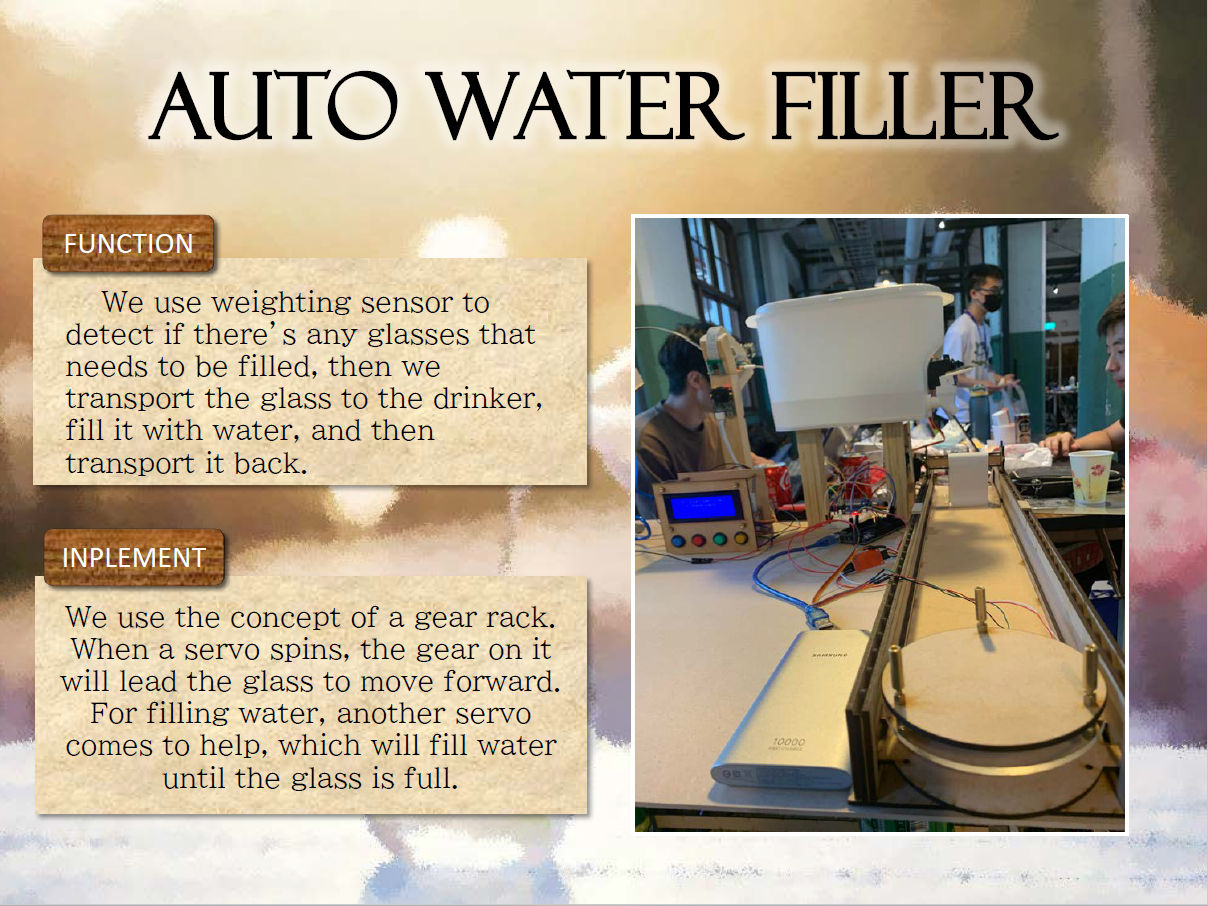 AUTO WATER FILLER
FUNCTION
We use weighting sensor to
detect if there's any glasses that
needs to be filled, then we
transport the glass to the drinker,
fill it with water, and then
transport it back.
INPLEMENT
We use the concept of a gear rack.
When a servo spins, the gear on it
will lead the glass to move forward.
For filling water, another servo
comes to help, which will fill water
until the glass is full.
SAMSUNG
10000